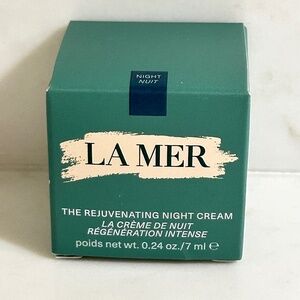 NIGHT
NUIT
LA MER
THE REJUVENATING NIGHT CREAM
LA CRÈME DE NUIT
RÉGÉNÉRATION INTENSE
poids net wt. 0.24 oz./7 ml ℮